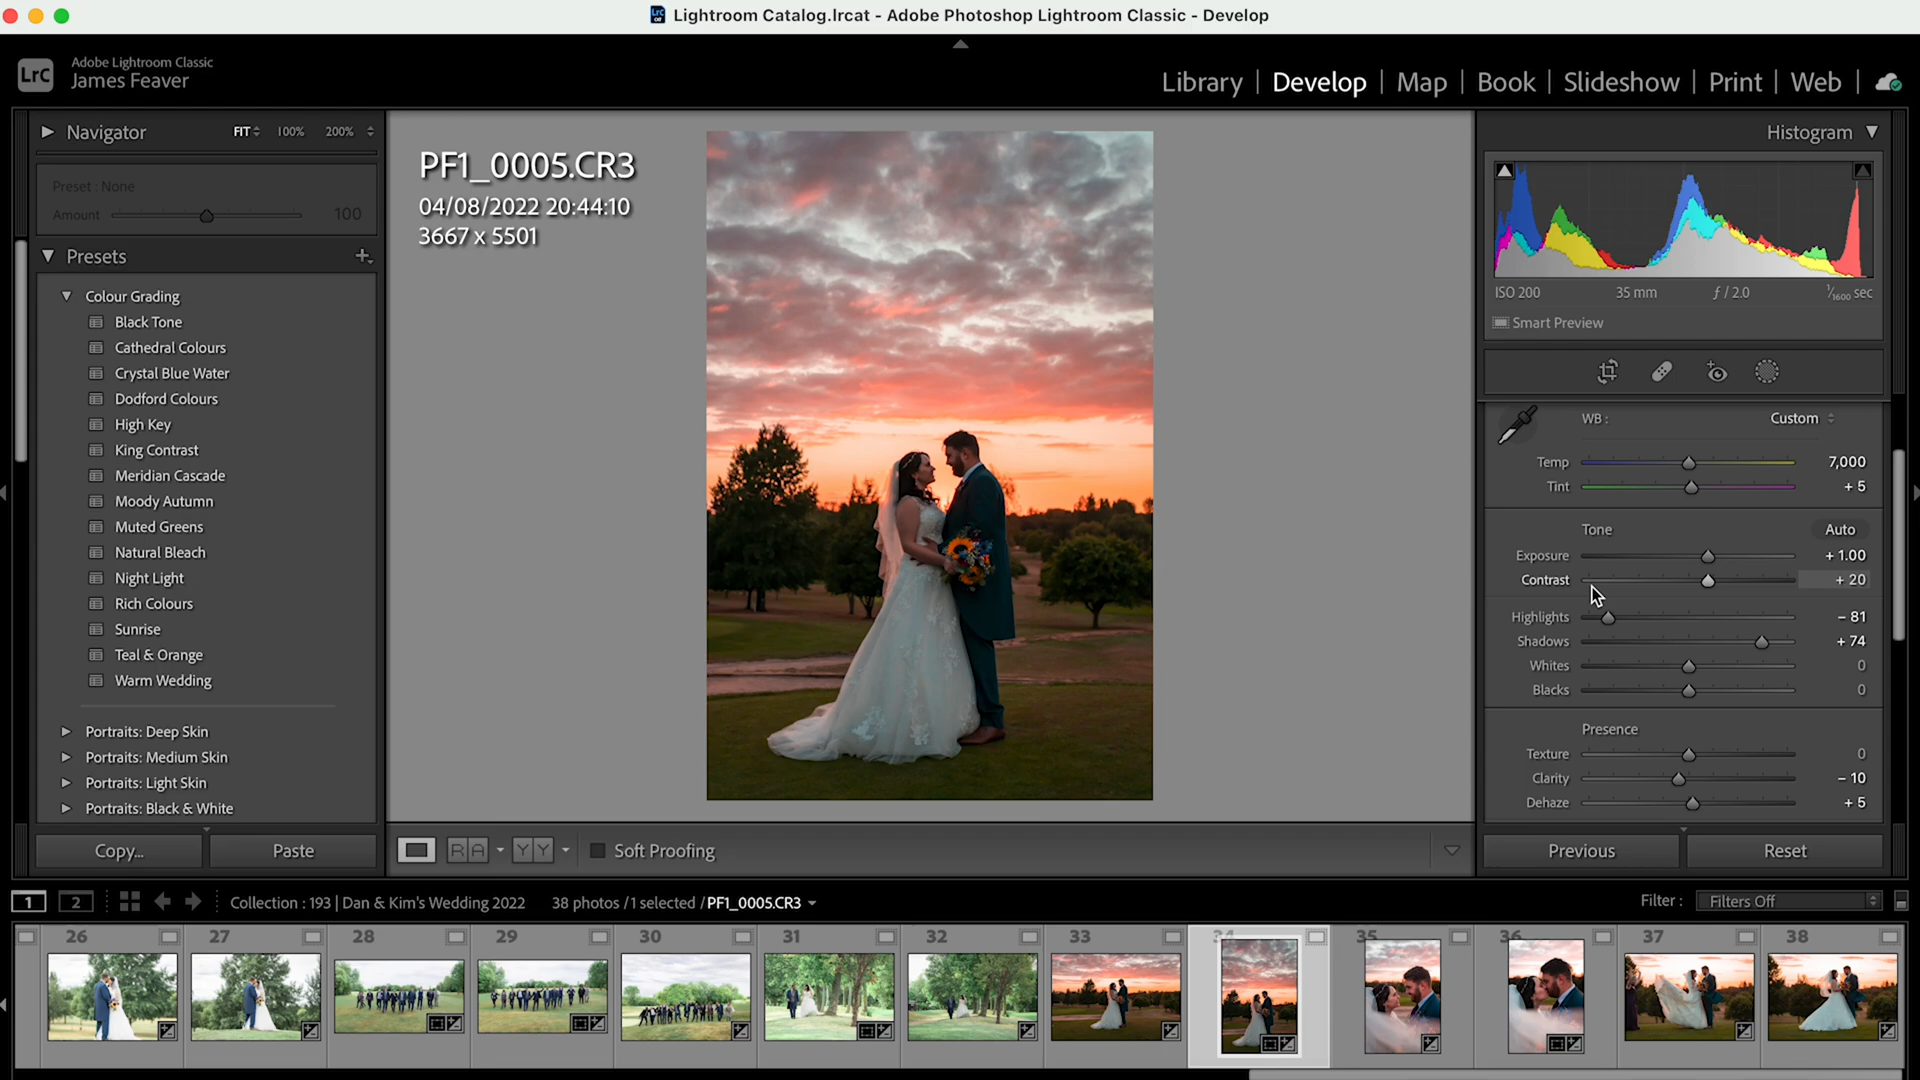 Lightroom Catalog.lrcat - Adobe Photoshop Lightroom Classic - Develop
LrC
Adobe Lightroom Classic
James Feaver
Library | Develop | Map | Book | Slideshow | Print | Web
Navigator FIT 100% 200%
Preset : None
Amount 100
Presets
Colour Grading
Black Tone
Cathedral Colours
Crystal Blue Water
Dodford Colours
High Key
King Contrast
Meridian Cascade
Moody Autumn
Muted Greens
Natural Bleach
Night Light
Rich Colours
Sunrise
Teal & Orange
Warm Wedding
Portraits: Deep Skin
Portraits: Medium Skin
Portraits: Light Skin
Portraits: Black & White
Copy... Paste
PF1_0005.CR3
04/08/2022 20:44:10
3667 x 5501
Soft Proofing
Histogram
ISO 200 35 mm ƒ / 2.0 1/1600 sec
Smart Preview
WB : Custom
Temp 7,000
Tint + 5
Tone Auto
Exposure + 1.00
Contrast + 20
Highlights − 81
Shadows + 74
Whites 0
Blacks 0
Presence
Texture 0
Clarity − 10
Dehaze + 5
Previous Reset
1 2 Collection : 193 | Dan & Kim's Wedding 2022 38 photos / 1 selected / PF1_0005.CR3 Filter : Filters Off
26 27 28 29 30 31 32 33 34 35 36 37 38